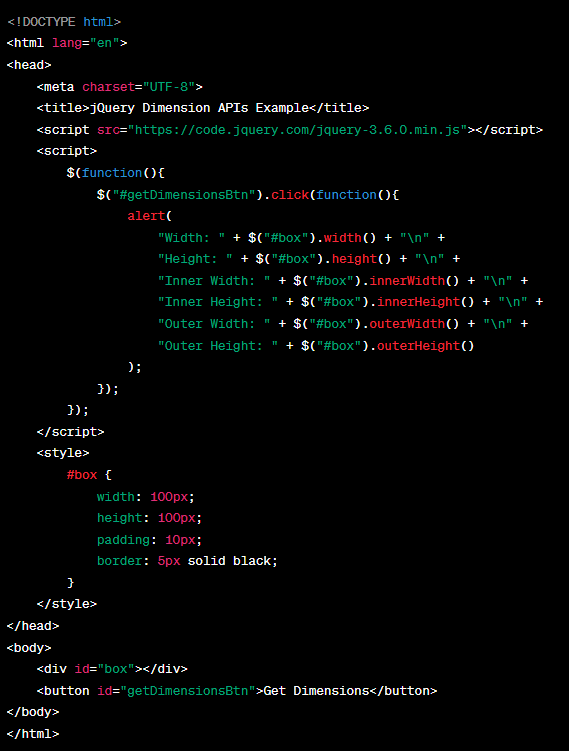 <!DOCTYPE html>
<html lang="en">
<head>
    <meta charset="UTF-8">
    <title>jQuery Dimension APIs Example</title>
    <script src="https://code.jquery.com/jquery-3.6.0.min.js"></script>
    <script>
        $(function(){
            $("#getDimensionsBtn").click(function(){
                alert(
                    "Width: " + $("#box").width() + "\n" +
                    "Height: " + $("#box").height() + "\n" +
                    "Inner Width: " + $("#box").innerWidth() + "\n" +
                    "Inner Height: " + $("#box").innerHeight() + "\n" +
                    "Outer Width: " + $("#box").outerWidth() + "\n" +
                    "Outer Height: " + $("#box").outerHeight()
                );
            });
        });
    </script>
    <style>
        #box {
            width: 100px;
            height: 100px;
            padding: 10px;
            border: 5px solid black;
        }
    </style>
</head>
<body>
    <div id="box"></div>
    <button id="getDimensionsBtn">Get Dimensions</button>
</body>
</html>